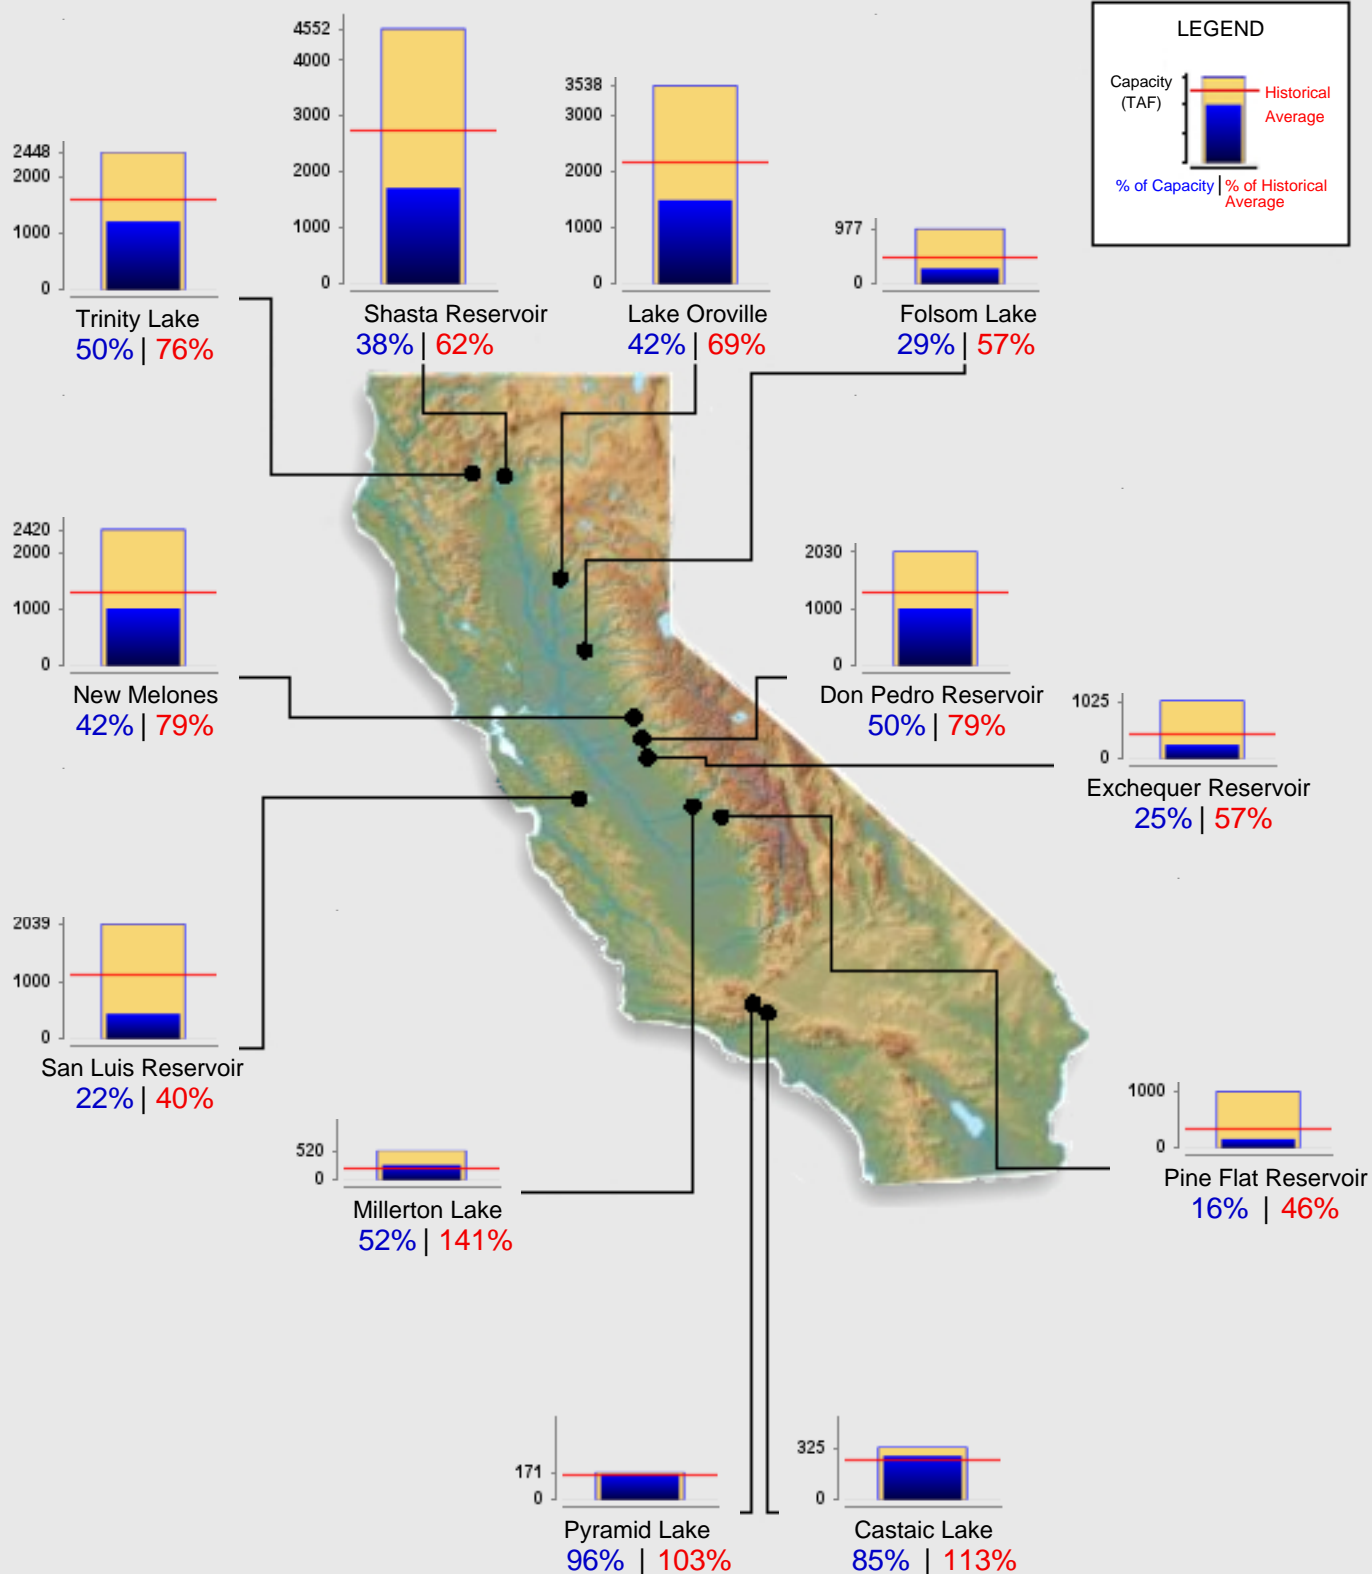 LEGEND
Capacity
(TAF)
Historical
Average
% of Capacity | % of Historical
Average
4552
4000
3000
2000
1000
0
Shasta Reservoir
38% | 62%
3538
3000
2000
1000
0
Lake Oroville
42% | 69%
2448
2000
1000
0
Trinity Lake
50% | 76%
977
0
Folsom Lake
29% | 57%
2420
2000
1000
0
New Melones
42% | 79%
2030
1000
0
Don Pedro Reservoir
50% | 79%
1025
0
Exchequer Reservoir
25% | 57%
2039
1000
0
San Luis Reservoir
22% | 40%
520
0
Millerton Lake
52% | 141%
1000
0
Pine Flat Reservoir
16% | 46%
171
0
Pyramid Lake
96% | 103%
325
0
Castaic Lake
85% | 113%